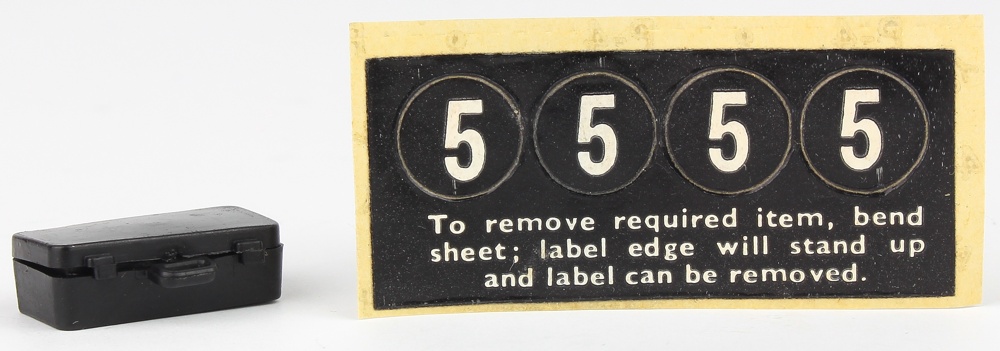 5 5 5 5
To remove required item, bend
sheet; label edge will stand up
and label can be removed.